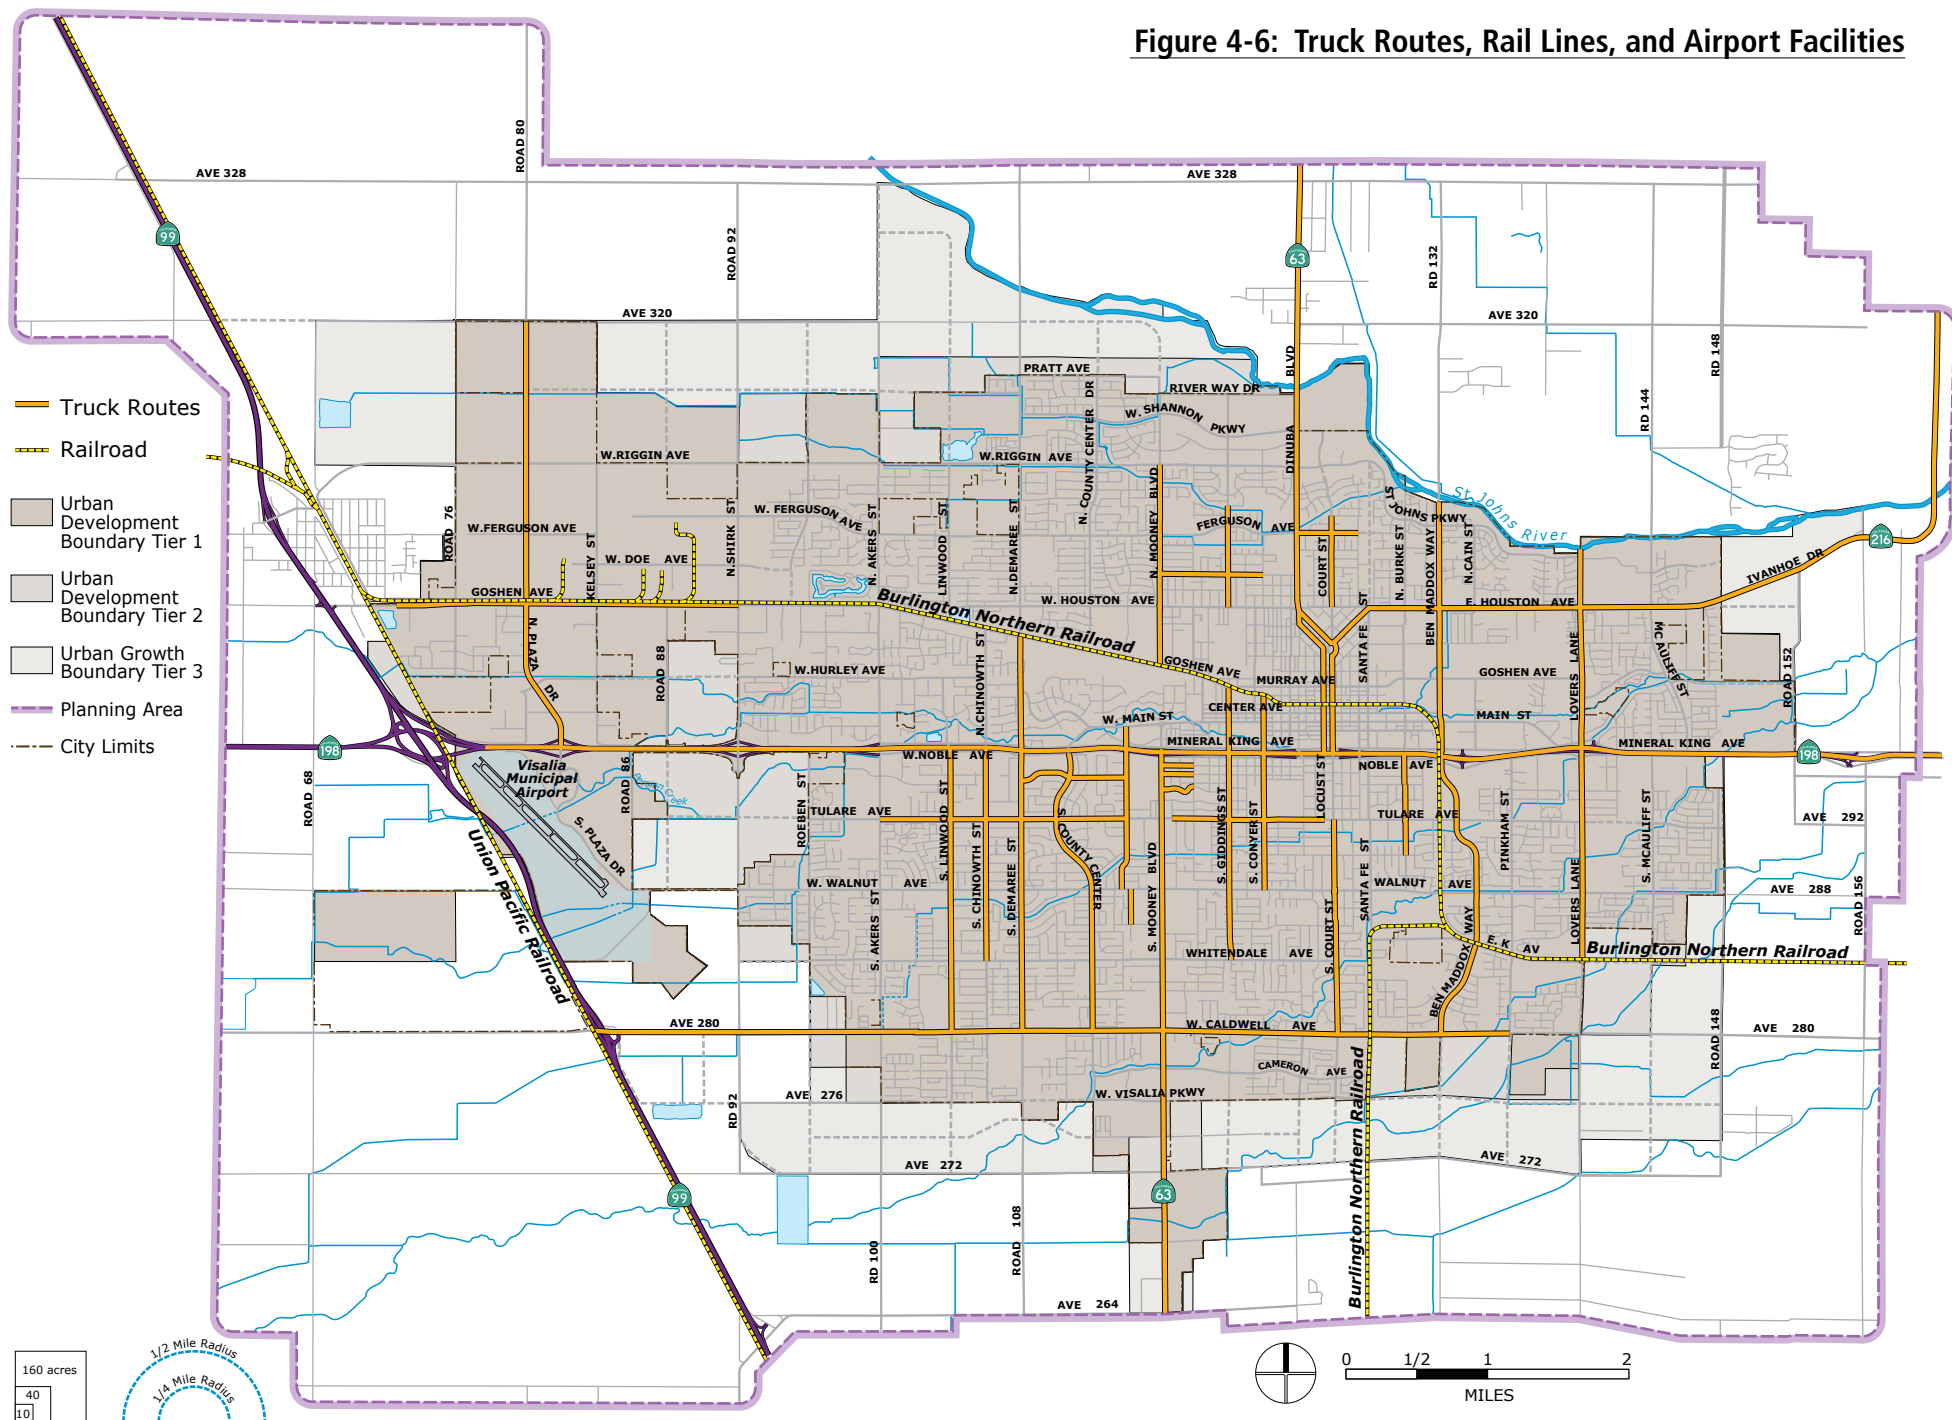 Figure 4-6: Truck Routes, Rail Lines, and Airport Facilities
ROAD 80
AVE 328
AVE 328
99
ROAD 92
63
RD 132
AVE 320
AVE 320
RD 148
BLVD
DINUBA
PRATT AVE
RIVER WAY DR
N. COUNTY CENTER DR
W. SHANNON PKWY
RD 144
Truck Routes
Railroad
Urban
Development
Boundary Tier 1
Urban
Development
Boundary Tier 2
Urban Growth
Boundary Tier 3
Planning Area
City Limits
W.RIGGIN AVE
W.RIGGIN AVE
N. MOONEY BLVD
ROAD 76
W.FERGUSON AVE
W. FERGUSON AVE
FERGUSON AVE
ST JOHNS PKWY
St Johns River
216
KELSEY ST
W. DOE AVE
N.SHIRK ST
N. AKERS ST
LINWOOD ST
N.DEMAREE ST
COURT ST
N. BURKE ST
BEN MADDOX WAY
N.CAIN ST
IVANHOE DR
GOSHEN AVE
W. HOUSTON AVE
E. HOUSTON AVE
Burlington Northern Railroad
SANTA FE ST
N. PLAZA DR
ROAD 88
W.HURLEY AVE
N.CHINOWTH ST
GOSHEN AVE
MURRAY AVE
GOSHEN AVE
LOVERS LANE
MC AULIFF ST
ROAD 152
CENTER AVE
W. MAIN ST
MAIN ST
198
MINERAL KING AVE
MINERAL KING AVE
198
W.NOBLE AVE
NOBLE AVE
Visalia
Municipal
Airport
ROAD 68
ROAD 86
Persian Creek
ROEBEN ST
TULARE AVE
TULARE AVE
S. LINWOOD ST
S. CHINOWTH ST
S. DEMAREE ST
S. COUNTY CENTER
S. MOONEY BLVD
S. GIDDINGS ST
S. CONYER ST
LOCUST ST
PINKHAM ST
S. MCAULIFF ST
AVE 292
S. PLAZA DR
Union Pacific Railroad
W. WALNUT AVE
WALNUT AVE
AVE 288
ROAD 156
S. AKERS ST
S. COURT ST
SANTA FE ST
LOVERS LANE
WHITENDALE AVE
E. K AV
Burlington Northern Railroad
BEN MADDOX WAY
AVE 280
W. CALDWELL AVE
AVE 280
ROAD 148
CAMERON AVE
AVE 276
W. VISALIA PKWY
RD 92
Burlington Northern Railroad
AVE 272
AVE 272
99
63
RD 100
ROAD 108
AVE 264
160 acres
40
10
1/2 Mile Radius
1/4 Mile Radius
0 1/2 1 2
MILES